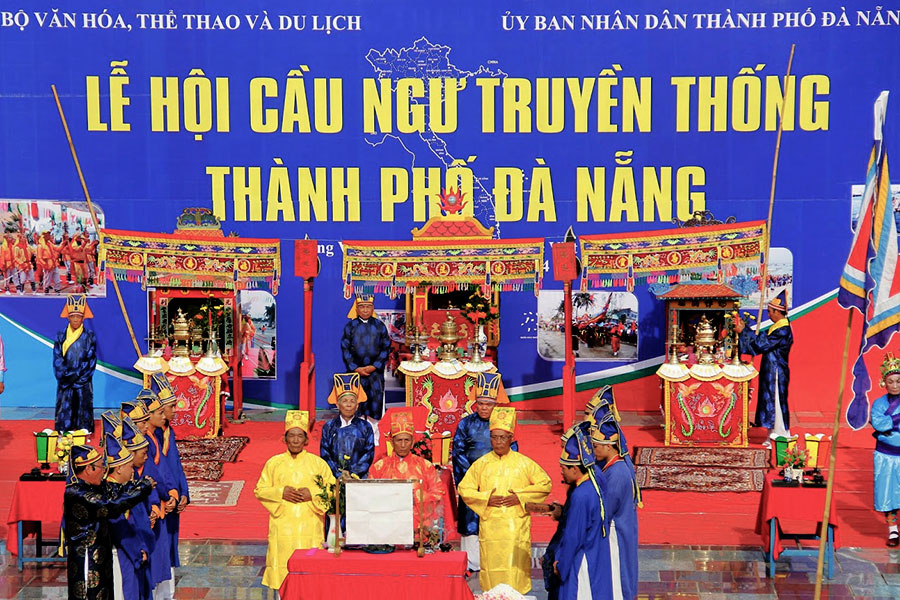 BỘ VĂN HÓA, THỂ THAO VÀ DU LỊCH
ỦY BAN NHÂN DÂN THÀNH PHỐ ĐÀ NẴN
LỄ HỘI CẦU NGƯ TRUYỀN THỐNG
THÀNH PHỐ ĐÀ NẴNG